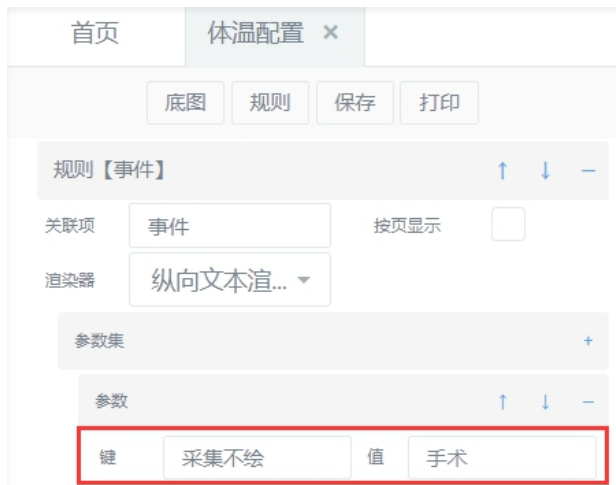 首页 体温配置 ×
底图 规则 保存 打印
规则【事件】 ↑ ↓ −
关联项 事件 按页显示
渲染器 纵向文本渲...
参数集 +
参数 ↑ ↓ −
键 采集不绘 值 手术